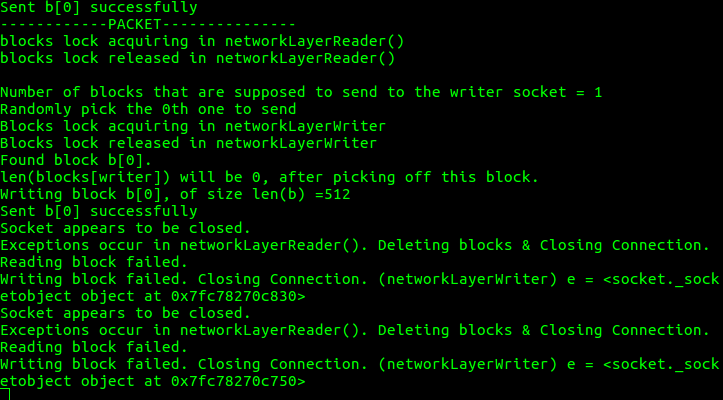 Sent b[0] successfully
------------PACKET---------------
blocks lock acquiring in networkLayerReader()
blocks lock released in networkLayerReader()
Number of blocks that are supposed to send to the writer socket = 1
Randomly pick the 0th one to send
Blocks lock acquiring in networkLayerWriter
Blocks lock released in networkLayerWriter
Found block b[0].
len(blocks[writer]) will be 0, after picking off this block.
Writing block b[0], of size len(b) =512
Sent b[0] successfully
Socket appears to be closed.
Exceptions occur in networkLayerReader(). Deleting blocks & Closing Connection.
Reading block failed.
Writing block failed. Closing Connection. (networkLayerWriter) e = <socket._sock
etobject object at 0x7fc78270c830>
Socket appears to be closed.
Exceptions occur in networkLayerReader(). Deleting blocks & Closing Connection.
Reading block failed.
Writing block failed. Closing Connection. (networkLayerWriter) e = <socket._sock
etobject object at 0x7fc78270c750>